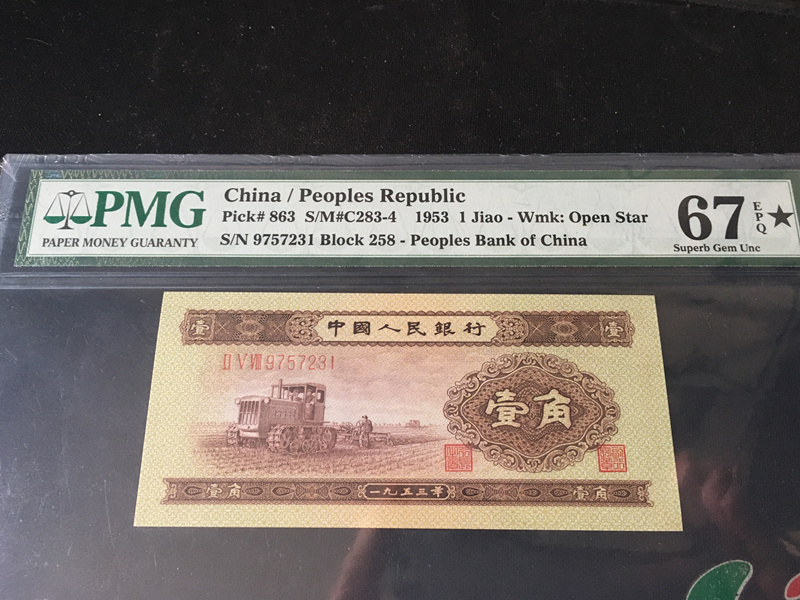 PMG
PAPER MONEY GUARANTY
China / Peoples Republic
Pick# 863 S/M#C283-4 1953 1 Jiao - Wmk: Open Star
S/N 9757231 Block 258 - Peoples Bank of China
67 EPQ ★
Superb Gem Unc
壹 中國人民銀行 壹
II V VIII 9757231
壹角
壹角 一九五三年 壹角